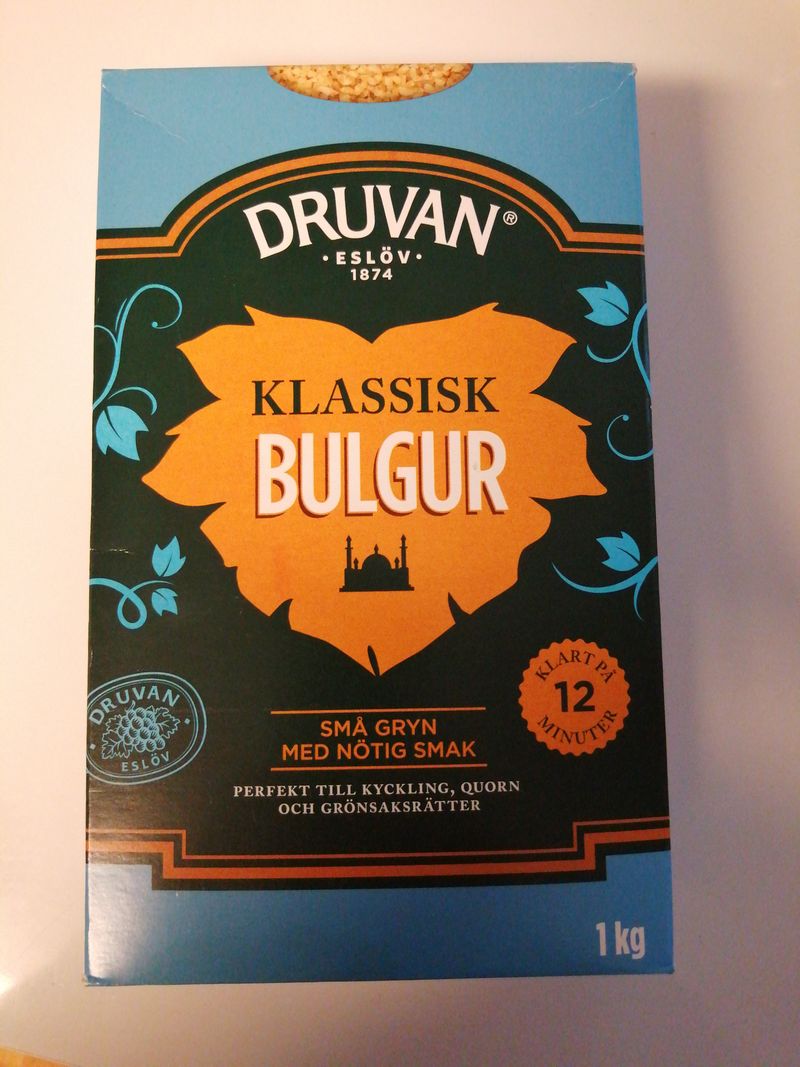 DRUVAN®
·ESLÖV·
1874
KLASSISK
BULGUR
KLART PÅ
12
MINUTER
DRUVAN
ESLÖV
SMÅ GRYN
MED NÖTIG SMAK
PERFEKT TILL KYCKLING, QUORN
OCH GRÖNSAKSRÄTTER
1 kg